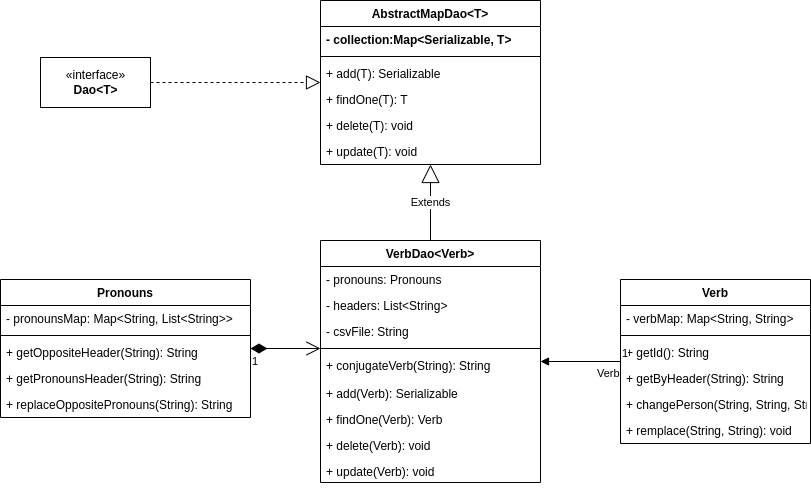 AbstractMapDao<T>
- collection:Map<Serializable, T>
+ add(T): Serializable
+ findOne(T): T
+ delete(T): void
+ update(T): void
«interface»
Dao<T>
Extends
VerbDao<Verb>
- pronouns: Pronouns
- headers: List<String>
- csvFile: String
+ conjugateVerb(String): String
+ add(Verb): Serializable
+ findOne(Verb): Verb
+ delete(Verb): void
+ update(Verb): void
Pronouns
- pronounsMap: Map<String, List<String>>
+ getOppositeHeader(String): String
+ getPronounsHeader(String): String
+ replaceOppositePronouns(String): String
1
Verb
- verbMap: Map<String, String>
+ getId(): String
+ getByHeader(String): String
+ changePerson(String, String, Str
+ remplace(String, String): void
1
Verb